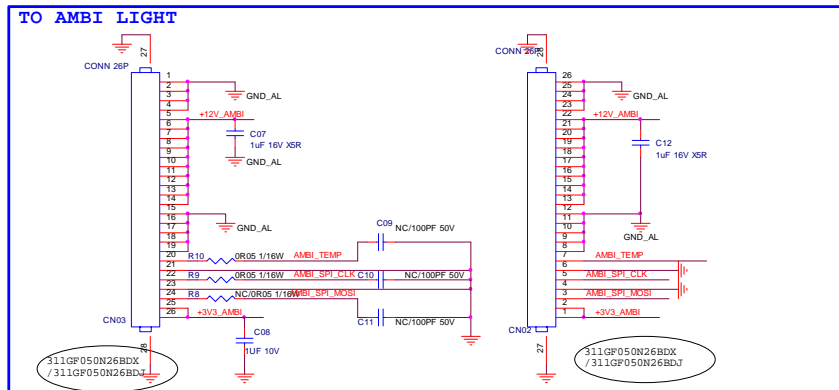 TO AMBI LIGHT
27
28
CONN 26P
CONN 26P
1
2
3
4
5
6
7
8
9
10
11
12
13
14
15
16
17
18
19
20
21
22
23
24
25
26
GND_AL
+12V_AMBI
C07
1uF 16V X5R
GND_AL
GND_AL
C09
NC/100PF 50V
R10 0R05 1/16W AMBI_TEMP
R9 0R05 1/16W AMBI_SPI_CLK C10 NC/100PF 50V
R8 NC/0R05 1/16W AMBI_SPI_MOSI
C11 NC/100PF 50V
+3V3_AMBI
CN03
C08
1UF 10V
28
311GF050N26BDX
/311GF050N26BDJ
26
25
24
23
22
21
20
19
18
17
16
15
14
13
12
11
10
9
8
7
6
5
4
3
2
1
GND_AL
+12V_AMBI
C12
1uF 16V X5R
GND_AL
AMBI_TEMP
AMBI_SPI_CLK
AMBI_SPI_MOSI
+3V3_AMBI
CN02
27
311GF050N26BDX
/311GF050N26BDJ